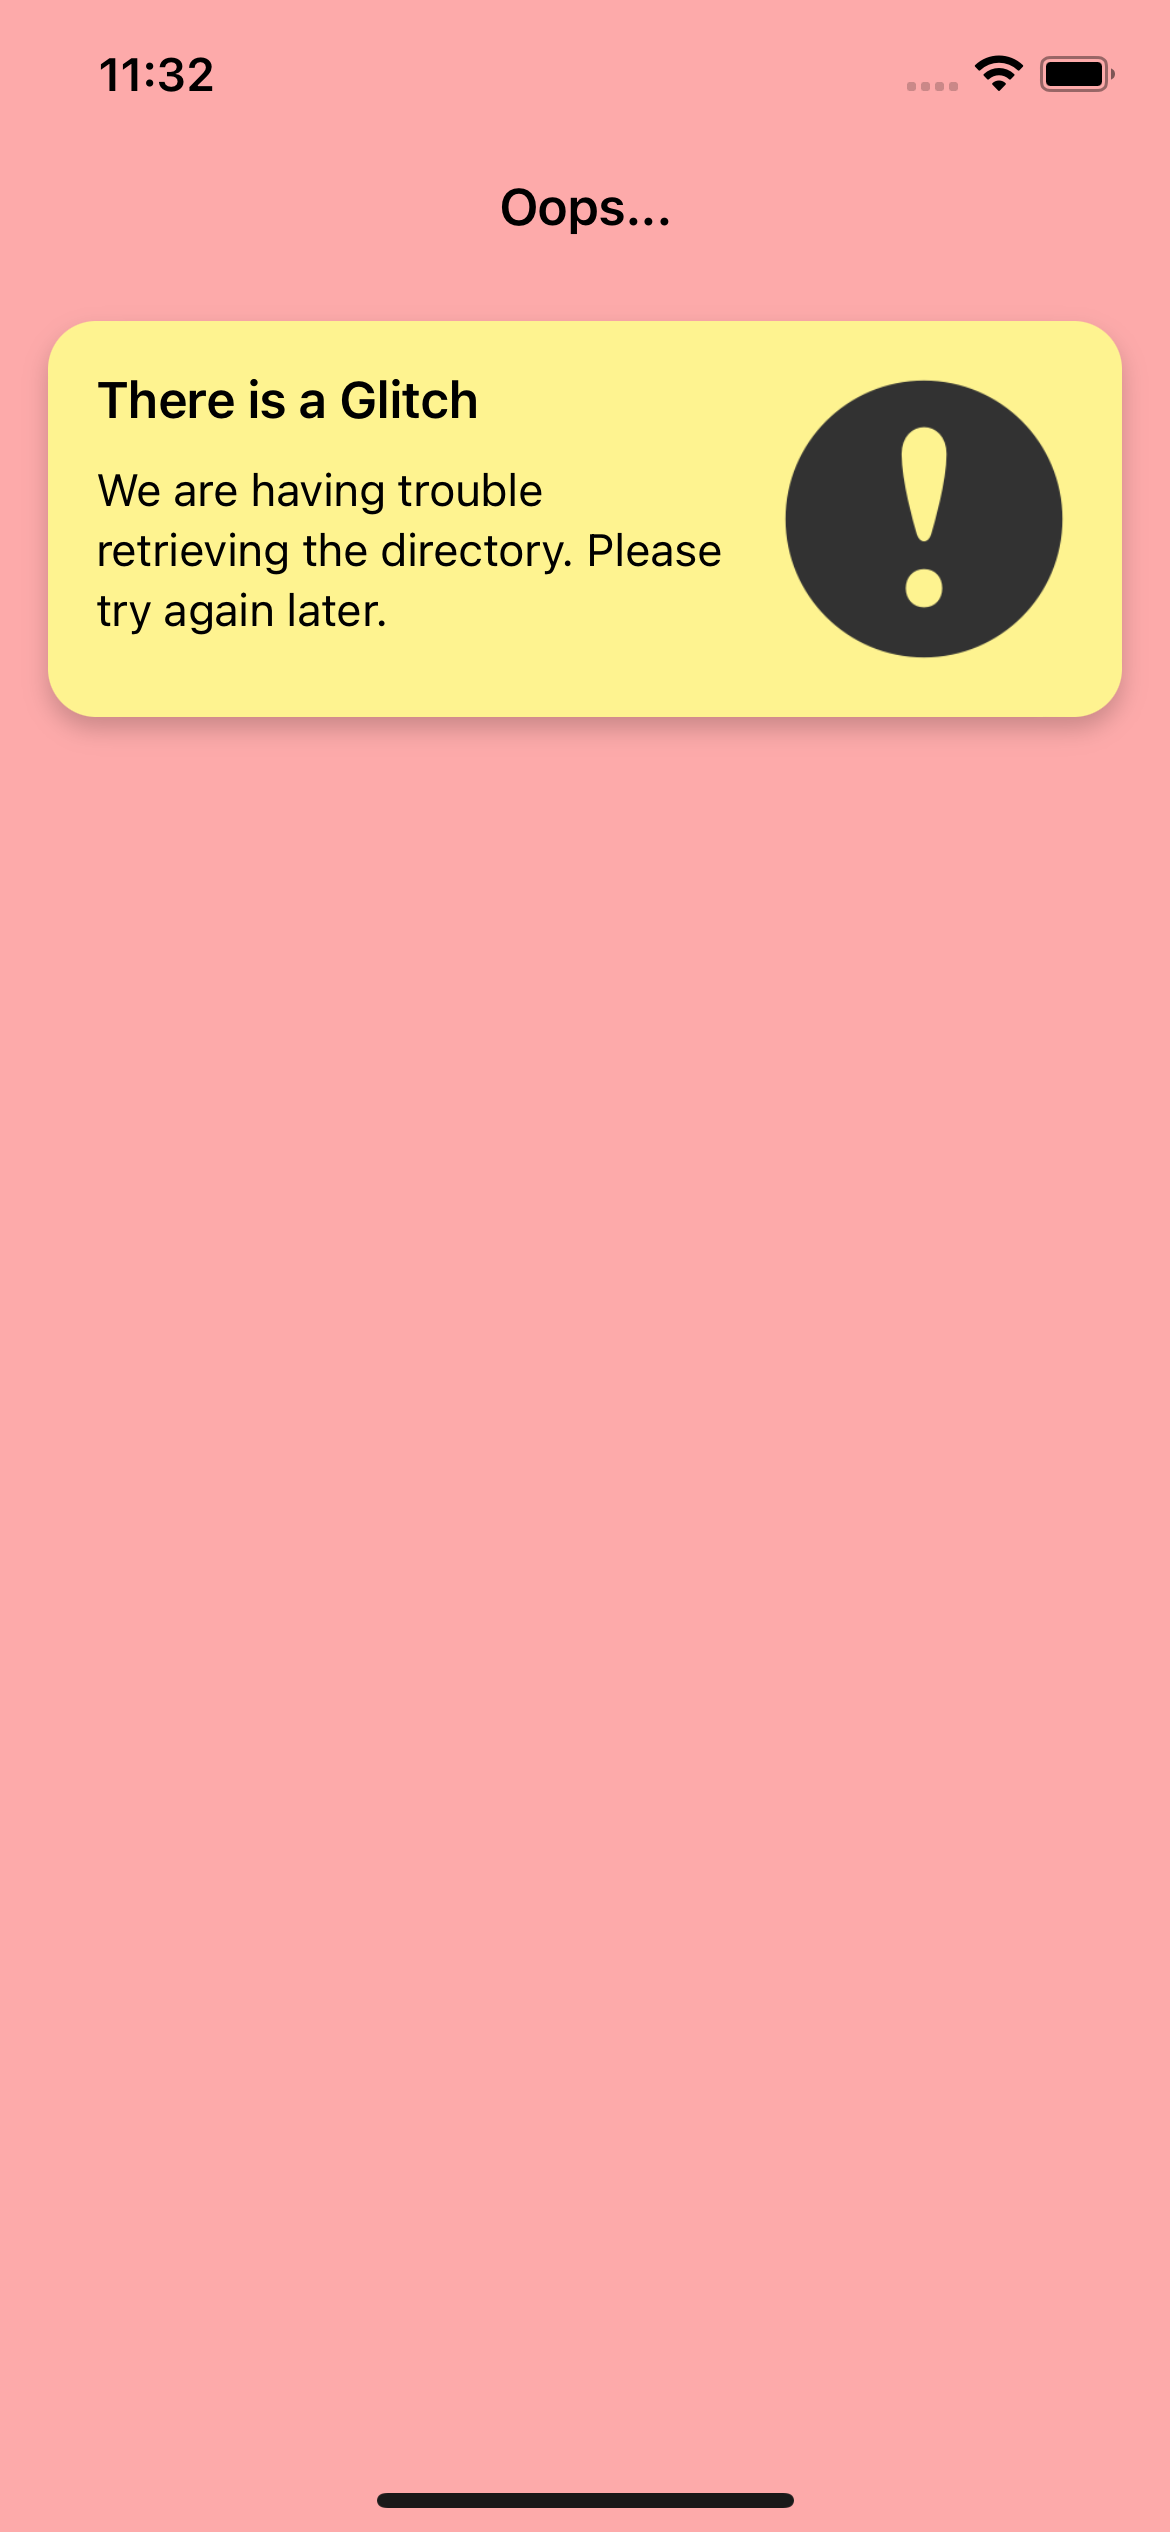 11:32
Oops...
There is a Glitch
We are having trouble
retrieving the directory. Please
try again later.